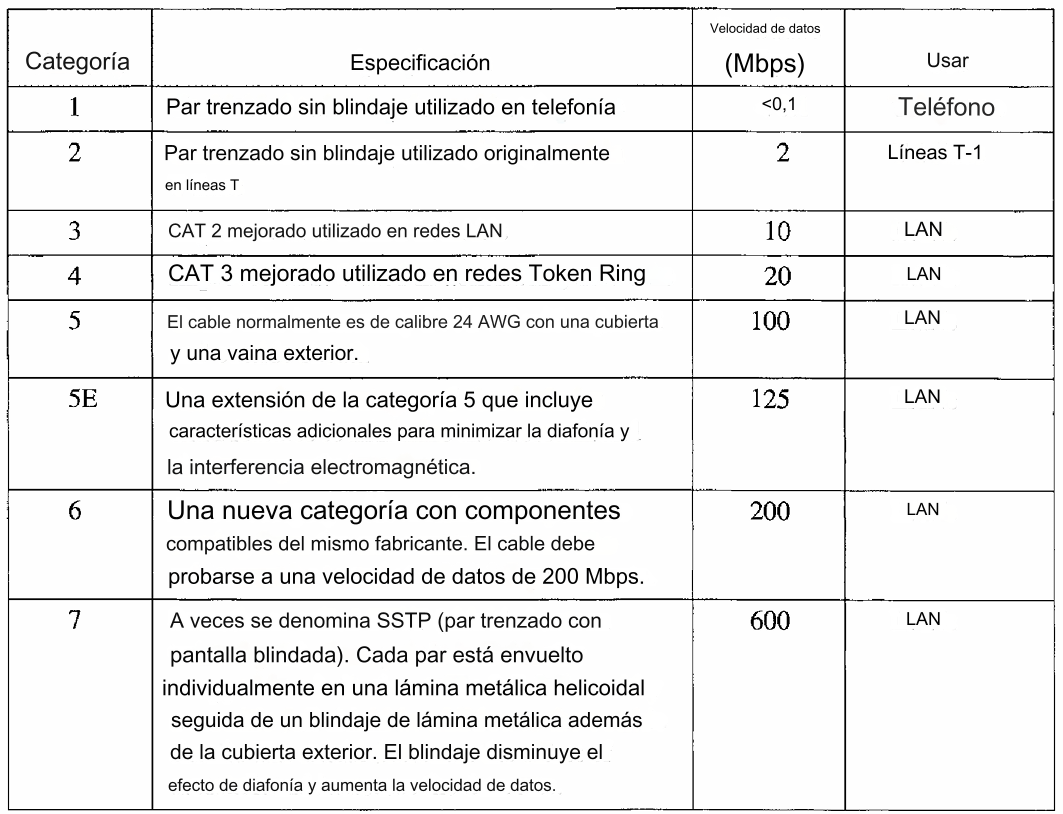 Velocidad de datos
Categoría Especificación (Mbps) Usar
1 Par trenzado sin blindaje utilizado en telefonía <0,1 Teléfono
2 Par trenzado sin blindaje utilizado originalmente 2 Líneas T-1
en líneas T
3 CAT 2 mejorado utilizado en redes LAN 10 LAN
4 CAT 3 mejorado utilizado en redes Token Ring 20 LAN
5 El cable normalmente es de calibre 24 AWG con una cubierta 100 LAN
y una vaina exterior.
5E Una extensión de la categoría 5 que incluye 125 LAN
características adicionales para minimizar la diafonía y
la interferencia electromagnética.
6 Una nueva categoría con componentes 200 LAN
compatibles del mismo fabricante. El cable debe
probarse a una velocidad de datos de 200 Mbps.
7 A veces se denomina SSTP (par trenzado con 600 LAN
pantalla blindada). Cada par está envuelto
individualmente en una lámina metálica helicoidal
seguida de un blindaje de lámina metálica además
de la cubierta exterior. El blindaje disminuye el
efecto de diafonía y aumenta la velocidad de datos.